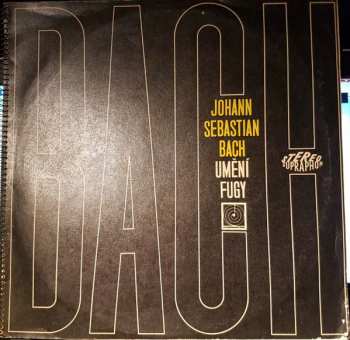 BACH
JOHANN
SEBASTIAN
BACH
UMĚNÍ
FUGY
STEREO
SUPRAPHON